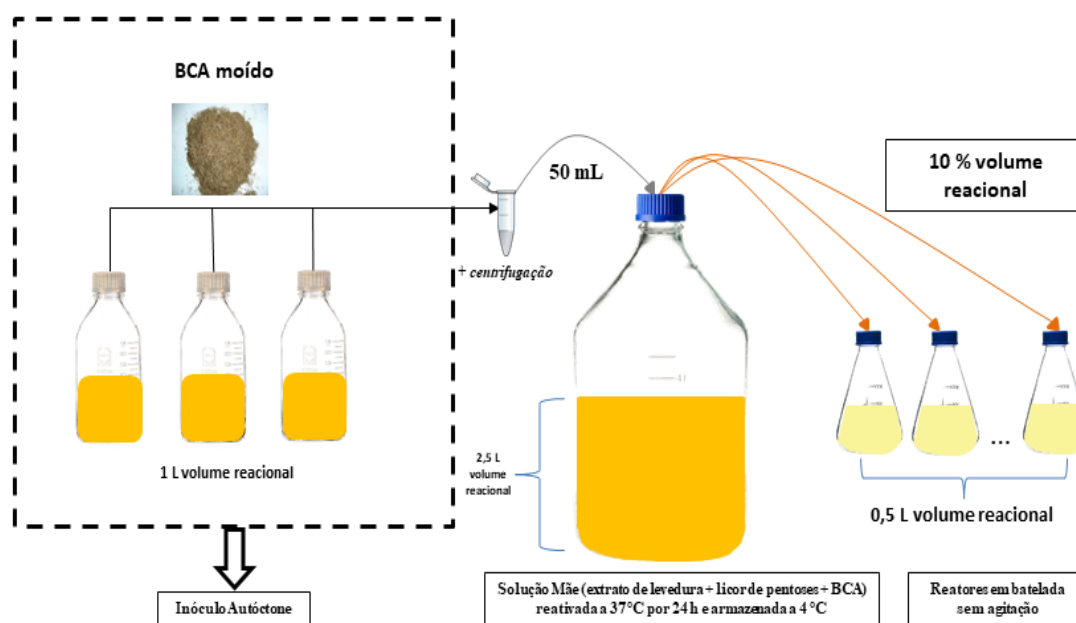 BCA moído
1 L volume reacional
Inóculo Autóctone
50 mL
+ centrifugação
2,5 L
volume
reacional
Solução Mãe (extrato de levedura + licor de pentoses + BCA)
reativada a 37°C por 24 h e armazenada a 4 °C
10 % volume
reacional
...
0,5 L volume reacional
Reatores em batelada
sem agitação